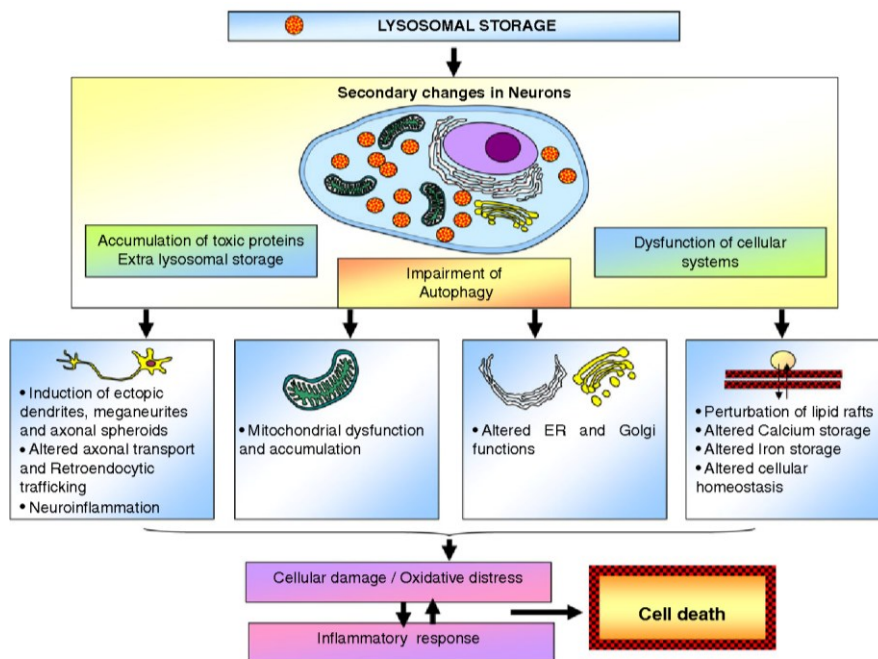 LYSOSOMAL STORAGE
Secondary changes in Neurons
Accumulation of toxic proteins
Extra lysosomal storage
Impairment of
Autophagy
Dysfunction of cellular
systems
• Induction of ectopic
dendrites, meganeurites
and axonal spheroids
• Altered axonal transport
and Retroendocytic
trafficking
• Neuroinflammation
• Mitochondrial dysfunction
and accumulation
• Altered ER and Golgi
functions
• Perturbation of lipid rafts
• Altered Calcium storage
• Altered Iron storage
• Altered cellular
homeostasis
Cellular damage / Oxidative distress
Inflammatory response
Cell death